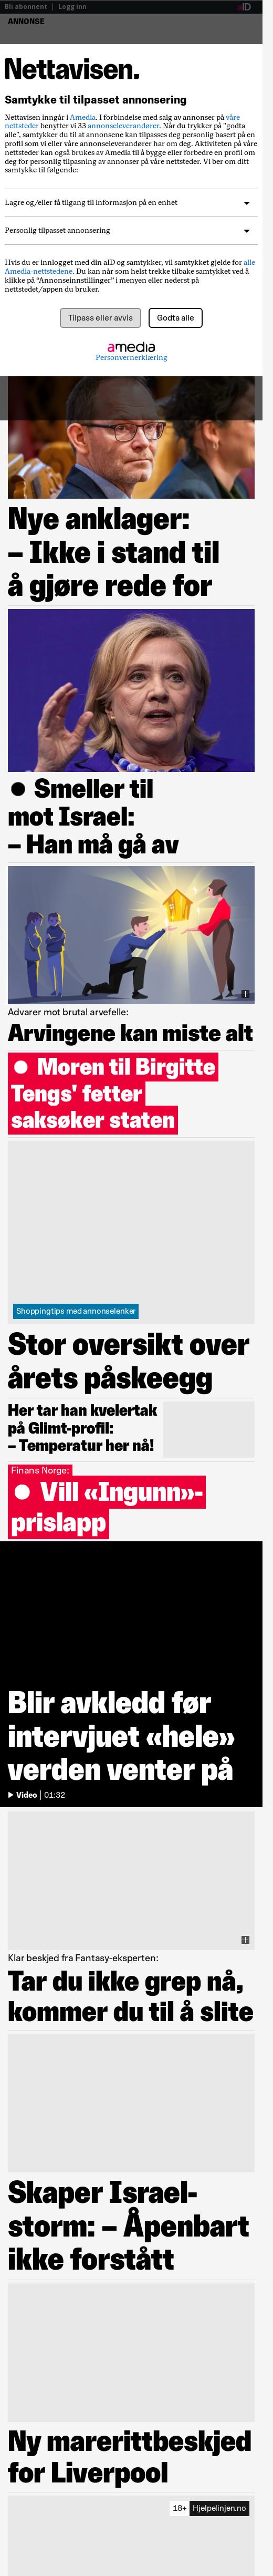 Bli abonnent | Logg inn
aID
ANNONSE
Nettavisen.
Samtykke til tilpasset annonsering
Nettavisen inngår i Amedia. I forbindelse med salg av annonser på våre
nettsteder benytter vi 33 annonseleverandører. Når du trykker på "godta
alle", samtykker du til at annonsene kan tilpasses deg personlig basert på en
profil som vi eller våre annonseleverandører har om deg. Aktiviteten på våre
nettsteder kan også brukes av Amedia til å bygge eller forbedre en profil om
deg for personlig tilpasning av annonser på våre nettsteder. Vi ber om ditt
samtykke til følgende:
Lagre og/eller få tilgang til informasjon på en enhet
Personlig tilpasset annonsering
Hvis du er innlogget med din aID og samtykker, vil samtykket gjelde for alle
Amedia-nettstedene. Du kan når som helst trekke tilbake samtykket ved å
klikke på “Annonseinnstillinger” i menyen eller nederst på
nettstedet/appen du bruker.
Tilpass eller avvis
Godta alle
amedia
Personvernerklæring
Nye anklager:
– Ikke i stand til
å gjøre rede for
Smeller til
mot Israel:
– Han må gå av
Advarer mot brutal arvefelle:
Arvingene kan miste alt
Moren til Birgitte
Tengs' fetter
saksøker staten
Shoppingtips med annonselenker
Stor oversikt over
årets påskeegg
Her tar han kvelertak
på Glimt-profil:
– Temperatur her nå!
Finans Norge:
Vill «Ingunn»-
prislapp
Blir avkledd før
intervjuet «hele»
verden venter på
Video | 01:32
Klar beskjed fra Fantasy-eksperten:
Tar du ikke grep nå,
kommer du til å slite
Skaper Israel-
storm: – Åpenbart
ikke forstått
Ny marerittbeskjed
for Liverpool
18+ Hjelpelinjen.no